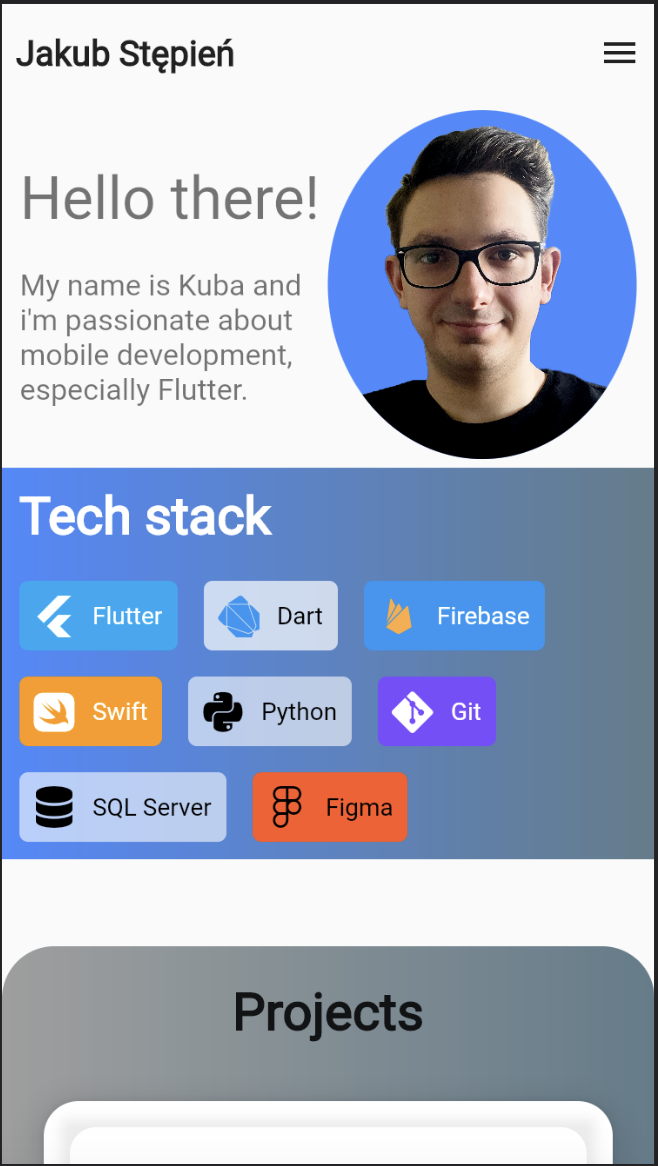 Jakub Stępień
Hello there!
My name is Kuba and
i'm passionate about
mobile development,
especially Flutter.
Tech stack
Flutter Dart Firebase
Swift Python Git
SQL Server Figma
Projects